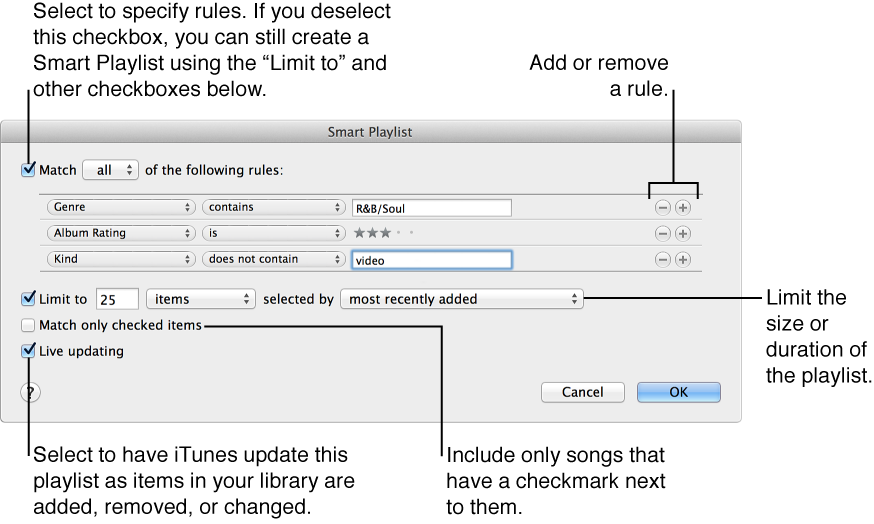 Select to specify rules. If you deselect
this checkbox, you can still create a
Smart Playlist using the “Limit to” and
other checkboxes below.
Add or remove
a rule.
Smart Playlist
Match all of the following rules:
Genre contains R&B/Soul
Album Rating is ★★★··
Kind does not contain video
Limit to 25 items selected by most recently added
Match only checked items
Live updating
Limit the
size or
duration of
the playlist.
? Cancel OK
Select to have iTunes update this
playlist as items in your library are
added, removed, or changed.
Include only songs that
have a checkmark next
to them.